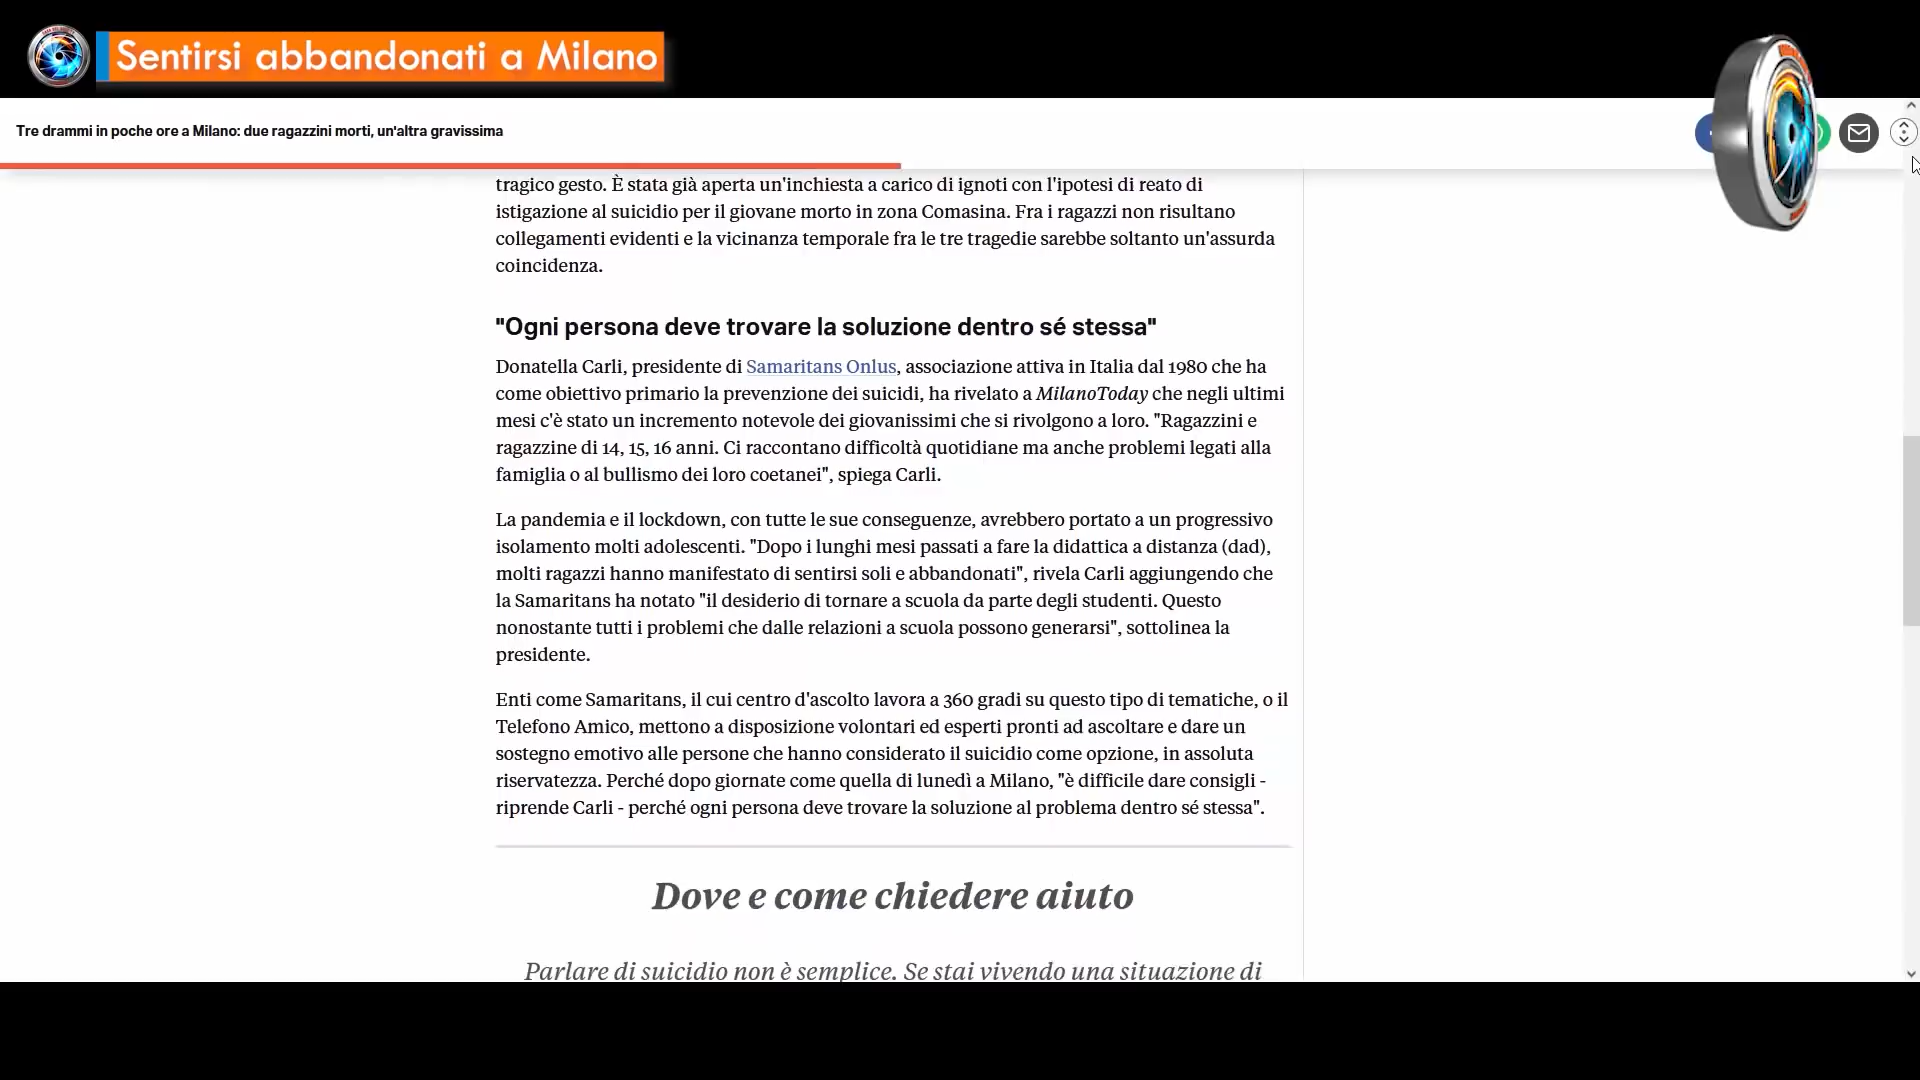 Sentirsi abbandonati a Milano
Tre drammi in poche ore a Milano: due ragazzini morti, un'altra gravissima
tragico gesto. È stata già aperta un'inchiesta a carico di ignoti con l'ipotesi di reato di
istigazione al suicidio per il giovane morto in zona Comasina. Fra i ragazzi non risultano
collegamenti evidenti e la vicinanza temporale fra le tre tragedie sarebbe soltanto un'assurda
coincidenza.
"Ogni persona deve trovare la soluzione dentro sé stessa"
Donatella Carli, presidente di Samaritans Onlus, associazione attiva in Italia dal 1980 che ha
come obiettivo primario la prevenzione dei suicidi, ha rivelato a MilanoToday che negli ultimi
mesi c'è stato un incremento notevole dei giovanissimi che si rivolgono a loro. "Ragazzini e
ragazzine di 14, 15, 16 anni. Ci raccontano difficoltà quotidiane ma anche problemi legati alla
famiglia o al bullismo dei loro coetanei", spiega Carli.
La pandemia e il lockdown, con tutte le sue conseguenze, avrebbero portato a un progressivo
isolamento molti adolescenti. "Dopo i lunghi mesi passati a fare la didattica a distanza (dad),
molti ragazzi hanno manifestato di sentirsi soli e abbandonati", rivela Carli aggiungendo che
la Samaritans ha notato "il desiderio di tornare a scuola da parte degli studenti. Questo
nonostante tutti i problemi che dalle relazioni a scuola possono generarsi", sottolinea la
presidente.
Enti come Samaritans, il cui centro d'ascolto lavora a 360 gradi su questo tipo di tematiche, o il
Telefono Amico, mettono a disposizione volontari ed esperti pronti ad ascoltare e dare un
sostegno emotivo alle persone che hanno considerato il suicidio come opzione, in assoluta
riservatezza. Perché dopo giornate come quella di lunedì a Milano, "è difficile dare consigli -
riprende Carli - perché ogni persona deve trovare la soluzione al problema dentro sé stessa".
Dove e come chiedere aiuto
Parlare di suicidio non è semplice. Se stai vivendo una situazione di